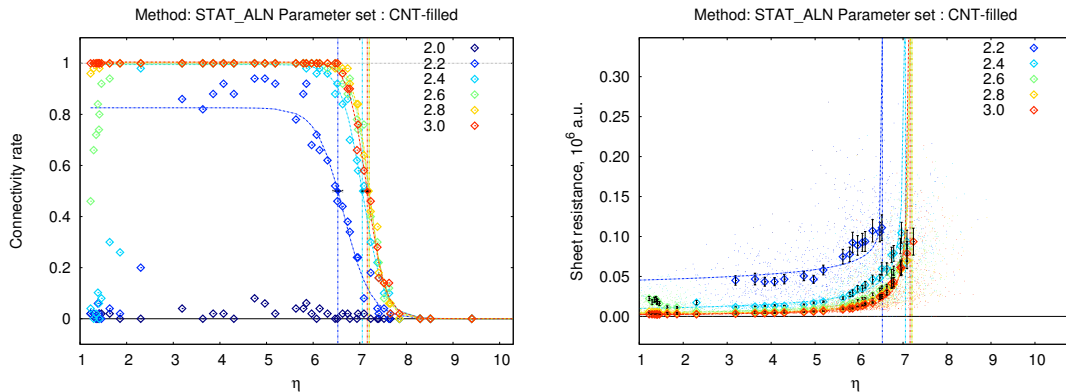 Method: STAT_ALN Parameter set : CNT-filled
2.0
2.2
2.4
2.6
2.8
3.0
Connectivity rate
1
0.8
0.6
0.4
0.2
0
1 2 3 4 5 6 7 8 9 10
η
Method: STAT_ALN Parameter set : CNT-filled
2.2
2.4
2.6
2.8
3.0
Sheet resistance, 10⁶ a.u.
0.30
0.20
0.15
0.10
0.05
0.00
1 2 3 4 5 6 7 8 9 10
η